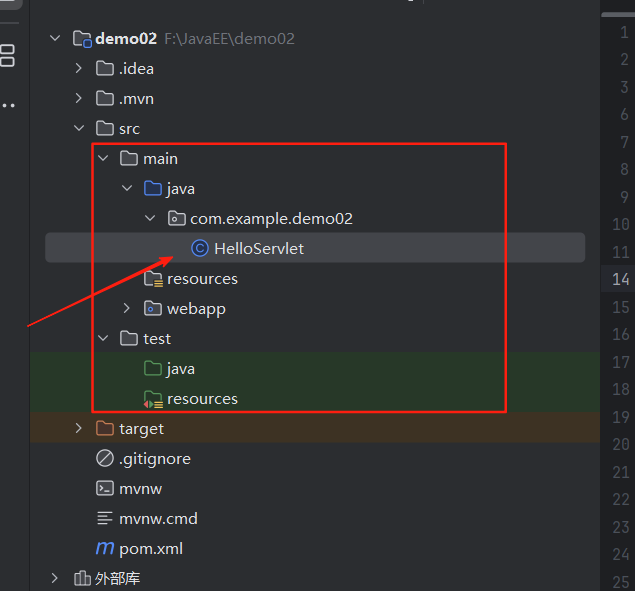 demo02 F:\JavaEE\demo02
.idea
.mvn
src
main
java
com.example.demo02
HelloServlet
resources
webapp
test
java
resources
target
.gitignore
mvnw
mvnw.cmd
pom.xml
外部库
1
2
3
6
7
8
9
10
11
14
15
16
17
18
19
20
21
22
23
24
25